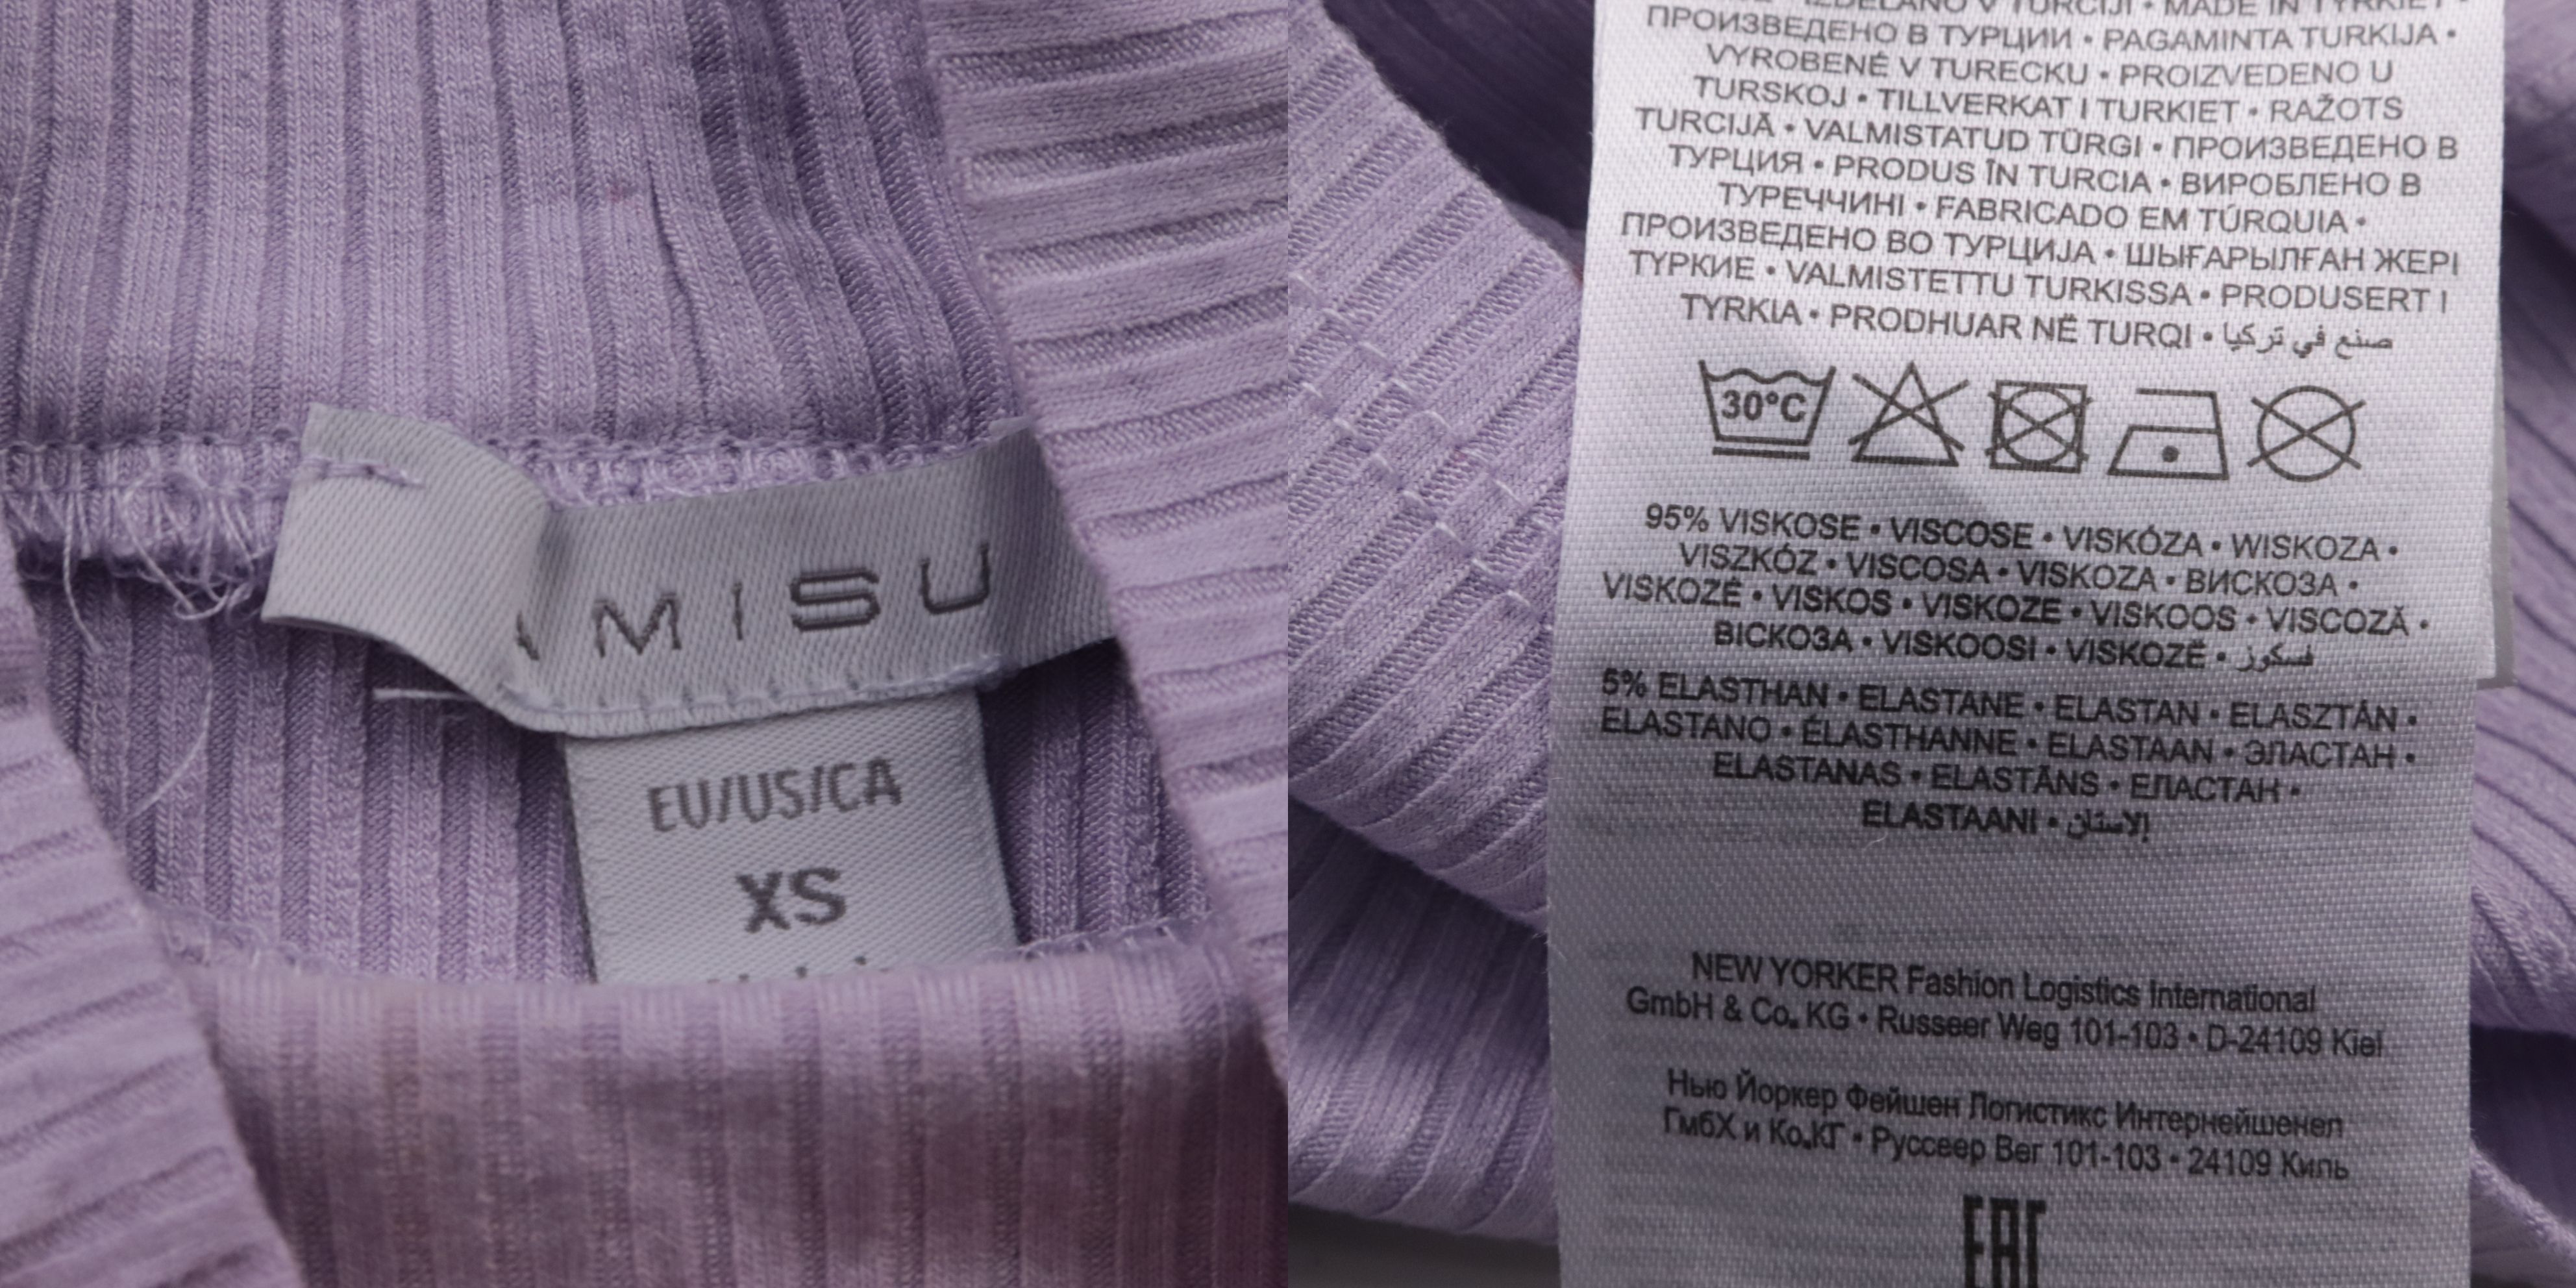 AMISU
EU/US/CA
XS
IZDELANO V TURČIJI • MADE IN TYRKIET •
ПРОИЗВЕДЕНО В ТУРЦИИ • PAGAMINTA TURKIJA •
VYROBENÉ V TURECKU • PROIZVEDENO U
TURSKOJ • TILLVERKAT I TURKIET • RAŽOTS
TURCIJĀ • VALMISTATUD TÜRGI • ПРОИЗВЕДЕНО В
ТУРЦИЯ • PRODUS ÎN TURCIA • ВИРОБЛЕНО В
ТУРЕЧЧИНІ • FABRICADO EM TÚRQUIA •
ПРОИЗВЕДЕНО ВО ТУРЦИЈА • ШЫҒАРЫЛҒАН ЖЕРІ
ТҮРКИЕ • VALMISTETTU TURKISSA • PRODUSERT I
TYRKIA • PRODHUAR NË TURQI • صنع في تركيا
30°C
95% VISKOSE • VISCOSE • VISKÓZA • WISKOZA •
VISZKÓZ • VISCOSA • VISKOZA • ВИСКОЗА •
VISKOZĖ • VISKOS • VISKOZE • VISKOOS • VISCOZĂ •
ВІСКОЗА • VISKOOSI • VISKOZË • فسكوز
5% ELASTHAN • ELASTANE • ELASTAN • ELASZTÁN •
ELASTANO • ÉLASTHANNE • ELASTAAN • ЭЛАСТАН •
ELASTANAS • ELASTĀNS • ЕЛАСТАН •
ELASTAANI • إلاستان
NEW YORKER Fashion Logistics International
GmbH & Co. KG • Russeer Weg 101-103 • D-24109 Kiel
Нью Йоркер Фейшен Логистикс Интернейшенел
ГмбХ и Ко.КГ • Руссеер Вег 101-103 • 24109 Киль
EAC